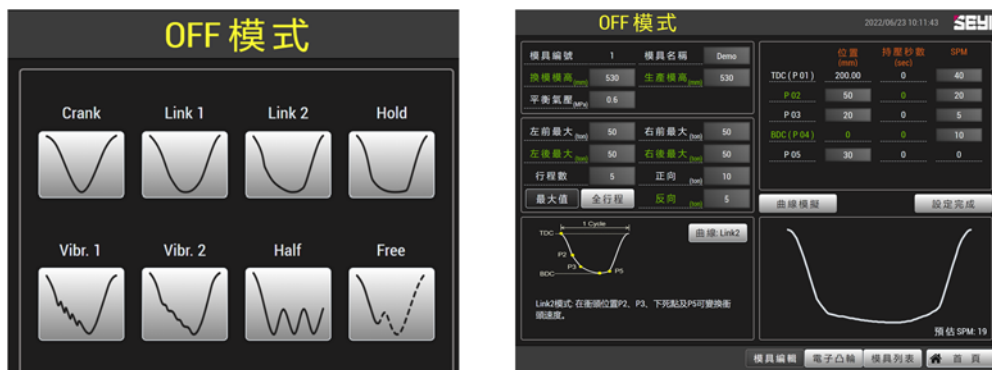 OFF 模式
Crank Link 1 Link 2 Hold
Vibr. 1 Vibr. 2 Half Free
OFF 模式
2022/06/23 10:11:43
模具編號 1 模具名稱 Demo
換模模高(mm) 530 生產模高(mm) 530
平衡氣壓(MPa) 0.6
左前最大(ton) 50 右前最大(ton) 50
左後最大(ton) 50 右後最大(ton) 50
行程數 5 正向(ton) 10
最大值 全行程 反向(ton) 5
位置(mm) 持壓秒數(sec) SPM
TDC ( P 01 ) 200.00 0 40
P 02 50 0 20
P 03 20 0 5
BDC ( P 04 ) 0 0 10
P 05 30 0 0
曲線模擬 設定完成
1 Cycle
TDC
P2
P3
BDC
P5
曲線: Link2
Link2模式: 在衝頭位置P2、P3、下死點及P5可變換衝
頭速度。
預估 SPM: 19
模具編輯 電子凸輪 模具列表 首 頁